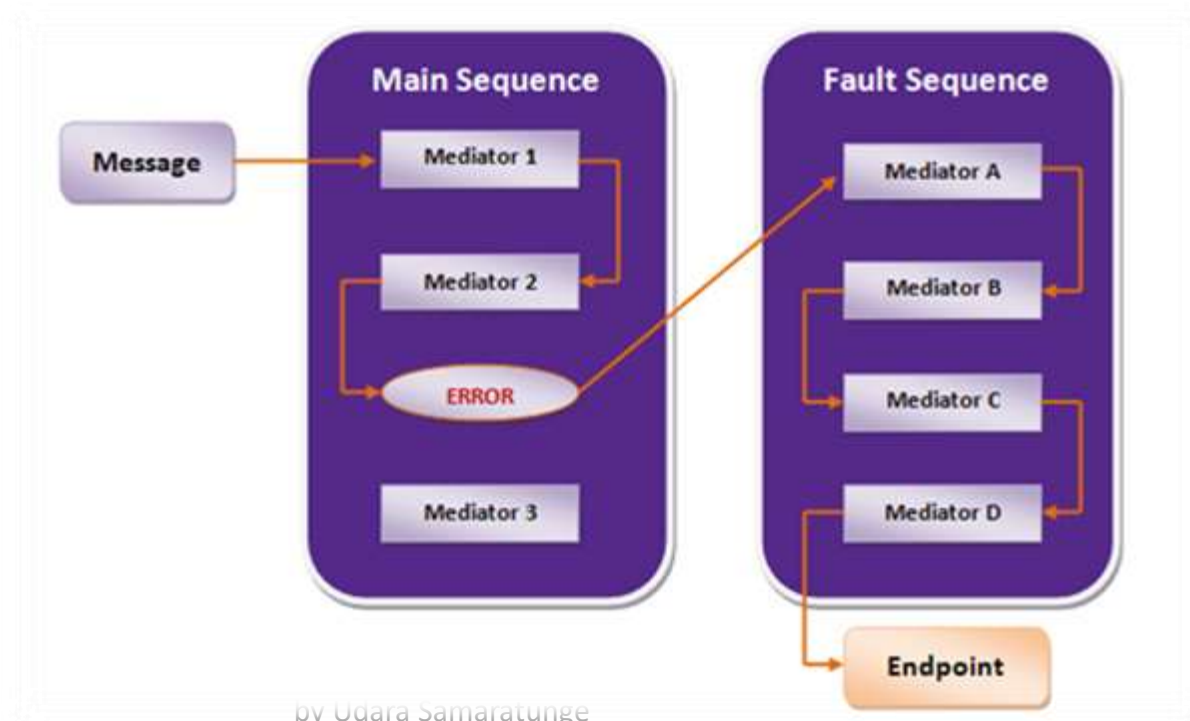 Main Sequence
Fault Sequence
Message
Mediator 1
Mediator 2
ERROR
Mediator 3
Mediator A
Mediator B
Mediator C
Mediator D
Endpoint
by Udara Samaratunge